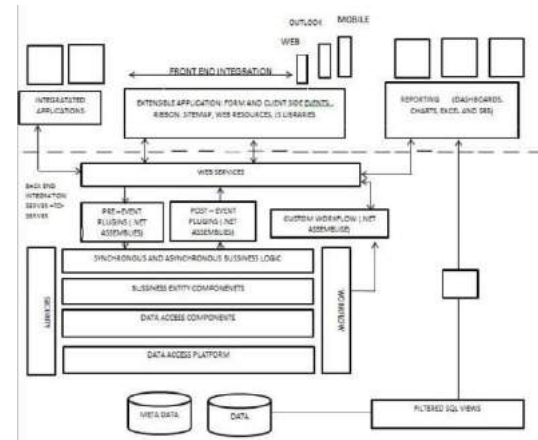 OUTLOOK
MOBILE
WEB
FRONT END INTEGRATION
INTEGRATATED
APPLICATIONS
EXTENSIBLE APPLICATION: FORM AND CLIENT SIDE EVENTS,
RIBBON, SITEMAP, WEB RESOURCES, JS LIBRARIES
REPORTING (DASHBOARDS,
CHARTS, EXCEL AND SRS)
WEB SERVICES
BACK END
INTEGRATION
SERVER -TO-
SERVER
PRE-EVENT
PLUGINS (.NET
ASSEMBLIES)
POST-EVENT
PLUGINS (.NET
ASSEMBLIES)
CUSTOM WORKFLOW (.NET
ASSEMBLISE)
SYNCHRONOUS AND ASYNCHRONOUS BUSSINESS LOGIC
BUSSINESS ENTITY COMPONENETS
DATA ACCESS COMPONENTS
DATA ACCESS PLATFORM
SECURITY
WORKFLOW
META DATA
DATA
FILTERED SQL VIEWS